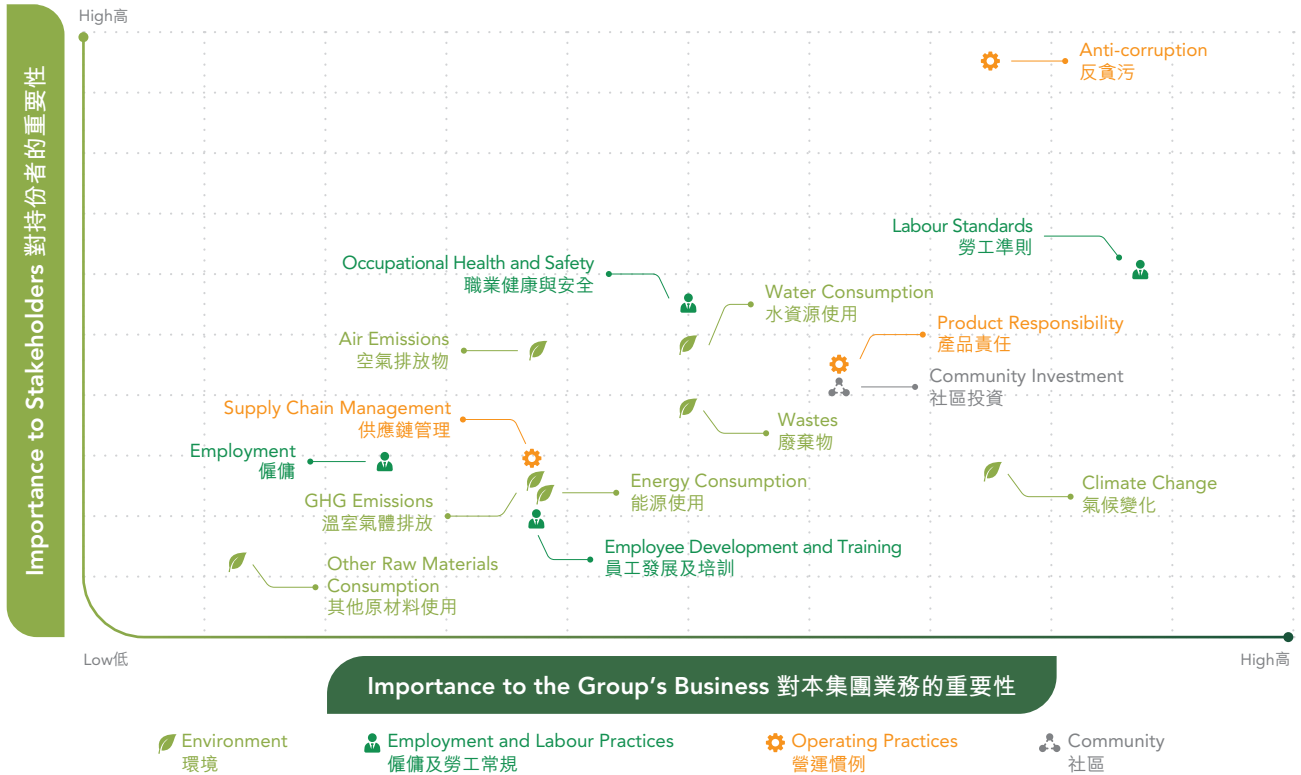 High高
Importance to Stakeholders 對持份者的重要性
Anti-corruption
反貪污
Labour Standards
勞工準則
Occupational Health and Safety
職業健康與安全
Water Consumption
水資源使用
Product Responsibility
產品責任
Air Emissions
空氣排放物
Community Investment
社區投資
Supply Chain Management
供應鏈管理
Wastes
廢棄物
Employment
僱傭
GHG Emissions
溫室氣體排放
Energy Consumption
能源使用
Climate Change
氣候變化
Employee Development and Training
員工發展及培訓
Other Raw Materials
Consumption
其他原材料使用
Low低
High高
Importance to the Group’s Business 對本集團業務的重要性
Environment
環境
Employment and Labour Practices
僱傭及勞工常規
Operating Practices
營運慣例
Community
社區